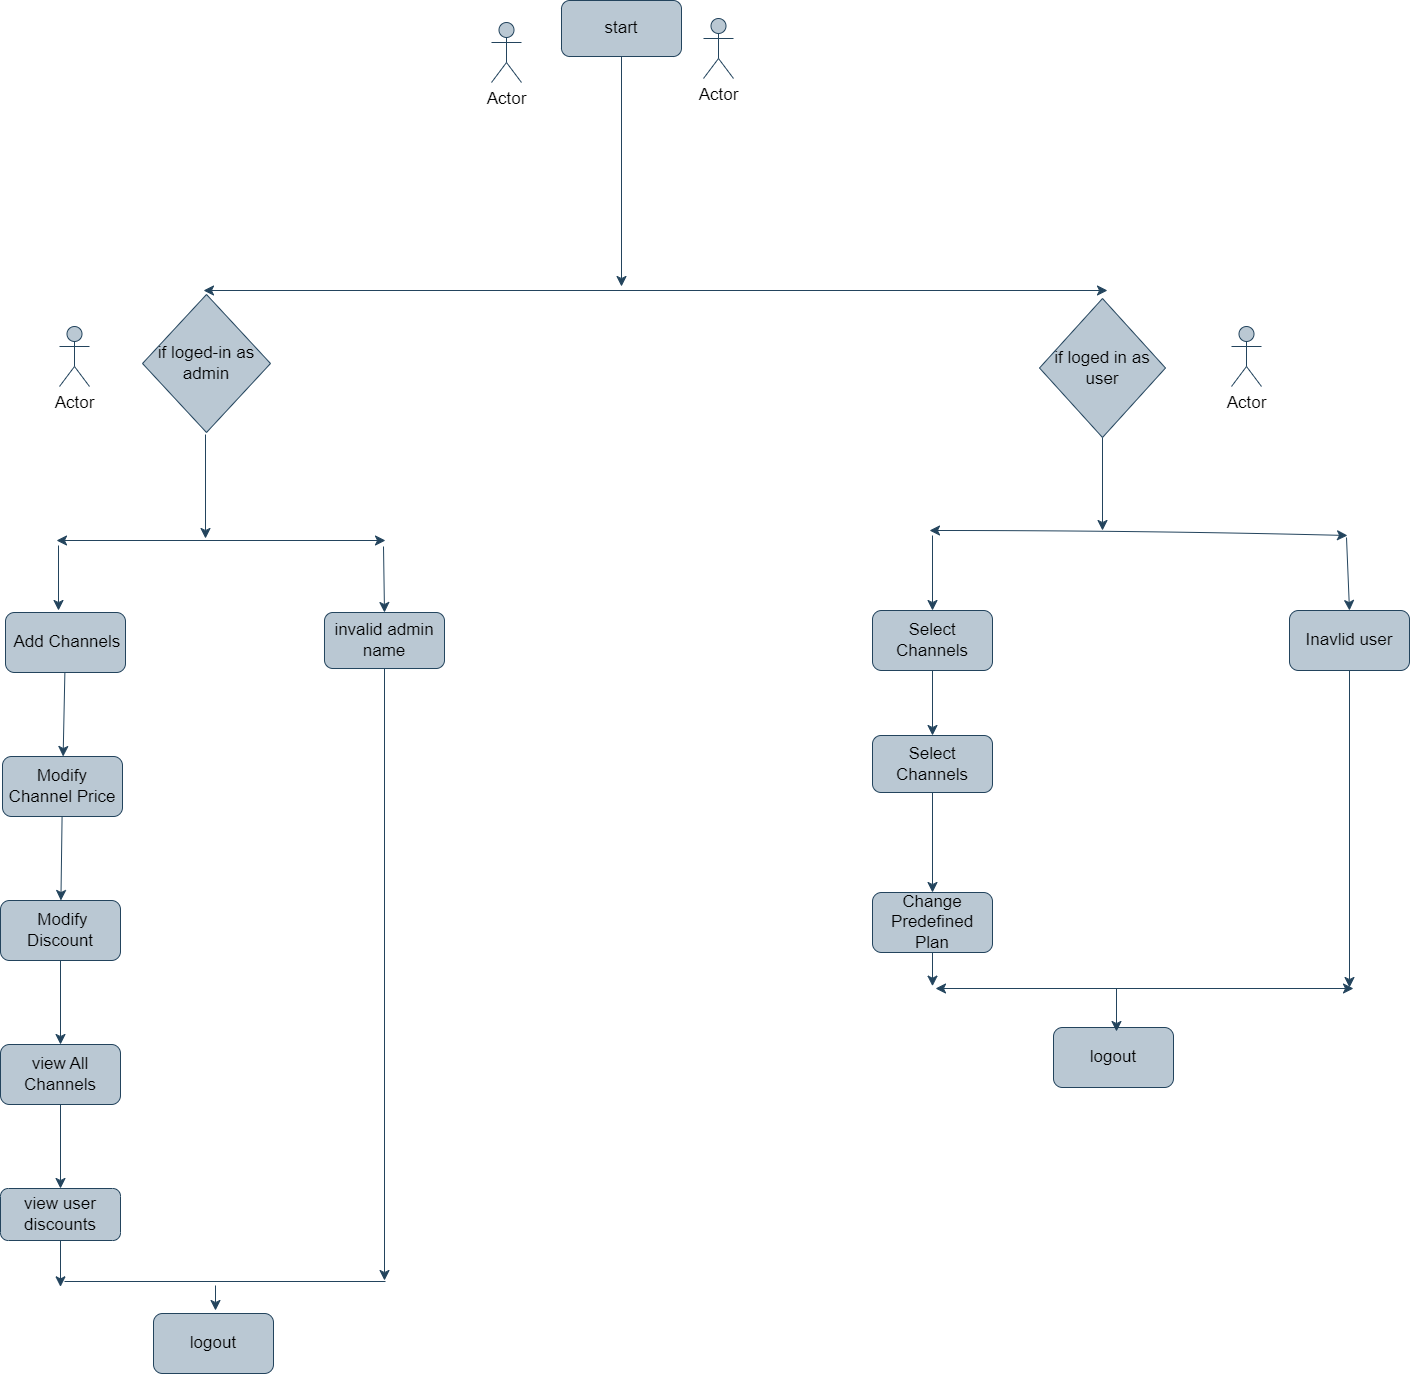 start
Actor
Actor
if loged-in as
admin
if loged in as
user
Actor
Actor
Add Channels
invalid admin
name
Select
Channels
Inavlid user
Modify
Channel Price
Select
Channels
Modify
Discount
Change
Predefined
Plan
view All
Channels
logout
view user
discounts
logout